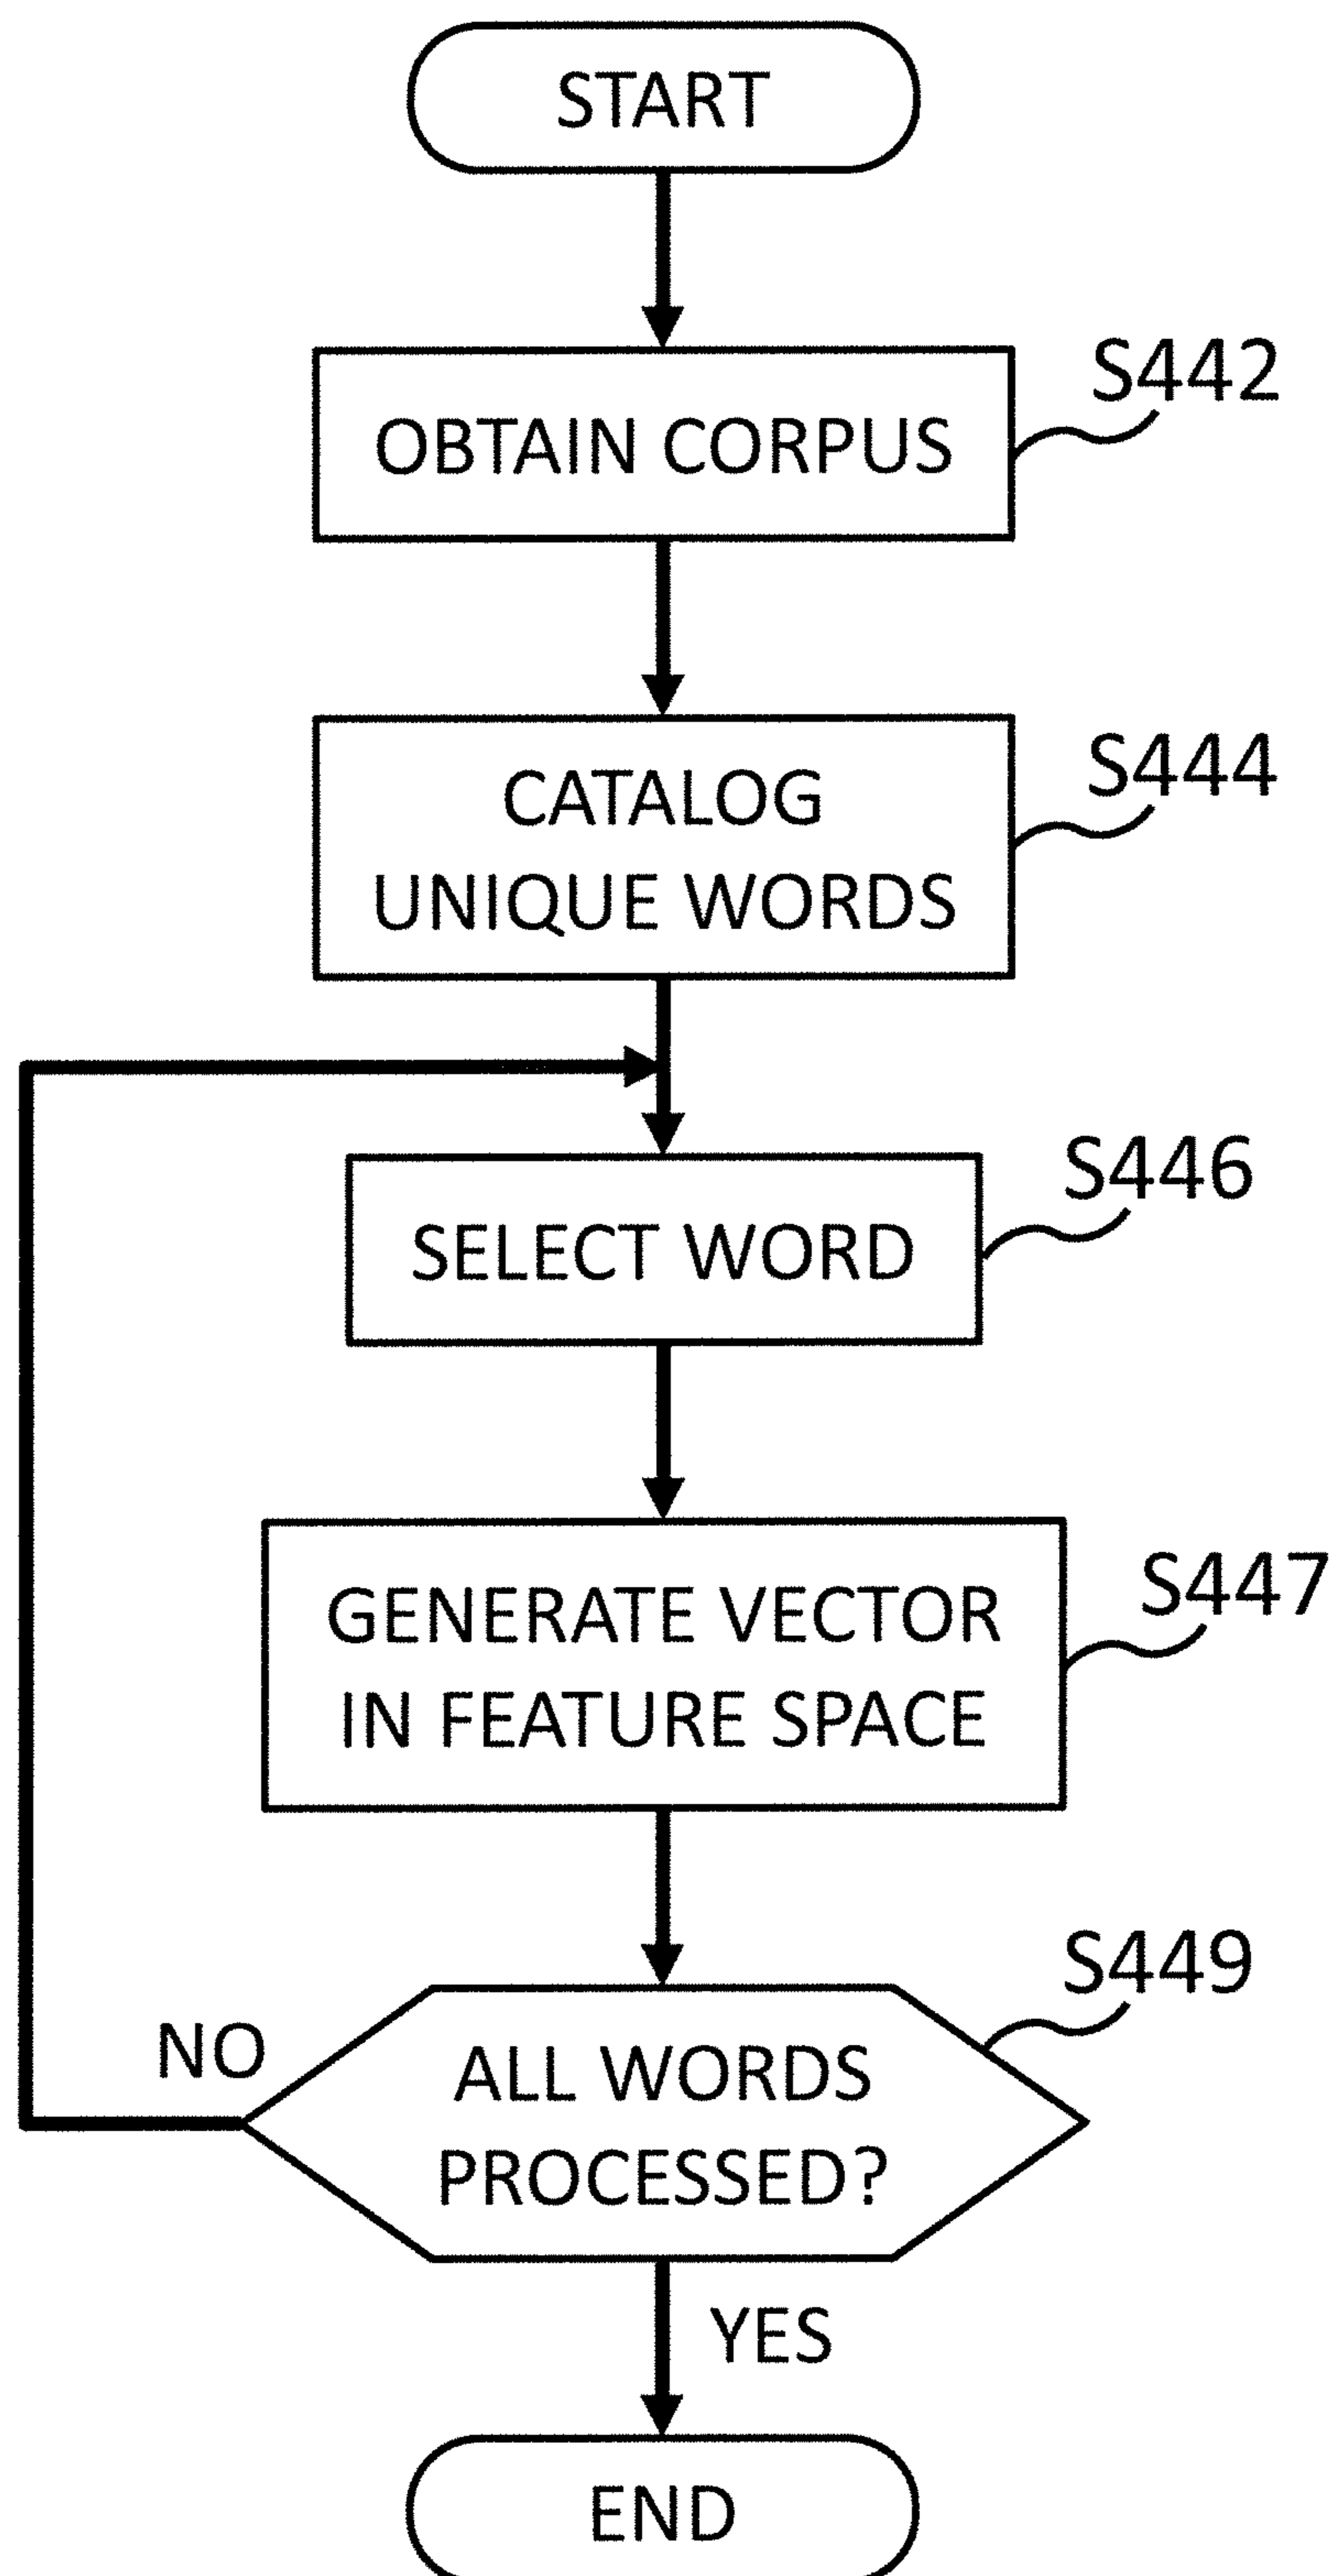 START
OBTAIN CORPUS
S442
CATALOG
UNIQUE WORDS
S444
SELECT WORD
S446
GENERATE VECTOR
IN FEATURE SPACE
S447
ALL WORDS
PROCESSED?
S449
NO
YES
END